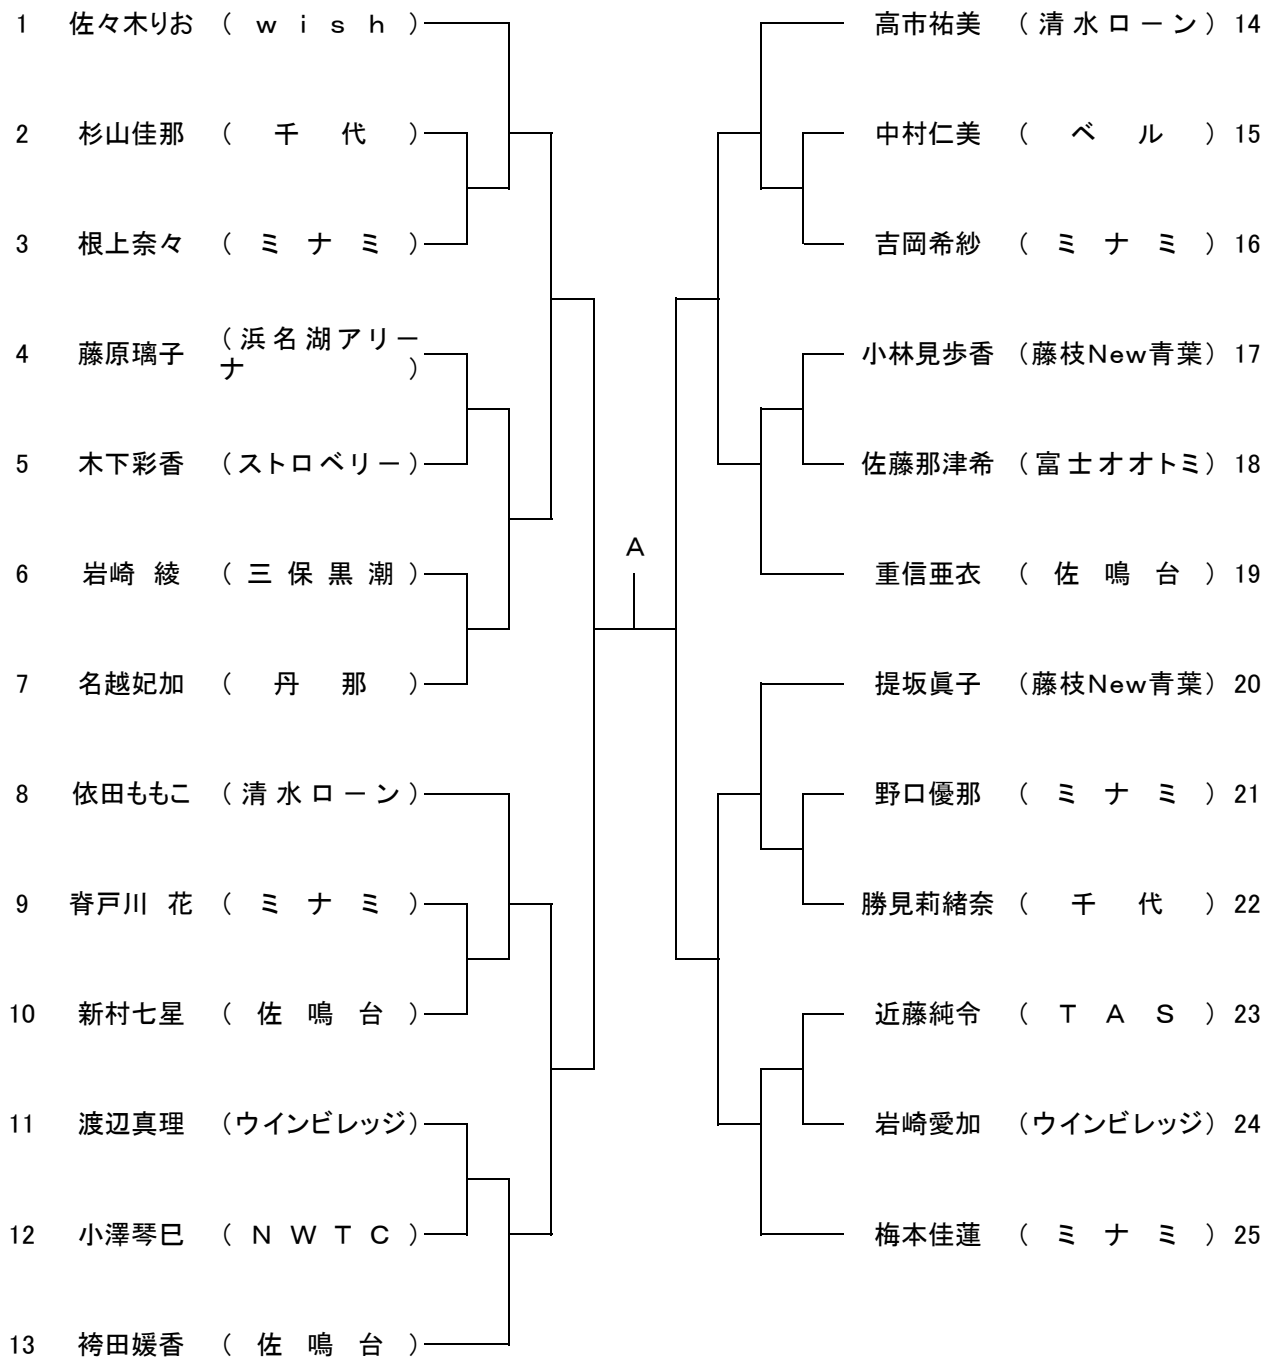 1 佐々木りお (wish)
2 杉山佳那 (千代)
3 根上奈々 (ミナミ)
4 藤原璃子 (浜名湖アリーナ)
5 木下彩香 (ストロベリー)
6 岩崎 綾 (三保黒潮)
7 名越妃加 (丹那)
8 依田ももこ (清水ローン)
9 脊戸川 花 (ミナミ)
10 新村七星 (佐鳴台)
11 渡辺真理 (ウインビレッジ)
12 小澤琴巳 (NWTC)
13 袴田媛香 (佐鳴台)
A
高市祐美 (清水ローン) 14
中村仁美 (ベル) 15
吉岡希紗 (ミナミ) 16
小林見歩香 (藤枝New青葉) 17
佐藤那津希 (富士オオトミ) 18
重信亜衣 (佐鳴台) 19
提坂眞子 (藤枝New青葉) 20
野口優那 (ミナミ) 21
勝見莉緒奈 (千代) 22
近藤純令 (TAS) 23
岩崎愛加 (ウインビレッジ) 24
梅本佳蓮 (ミナミ) 25